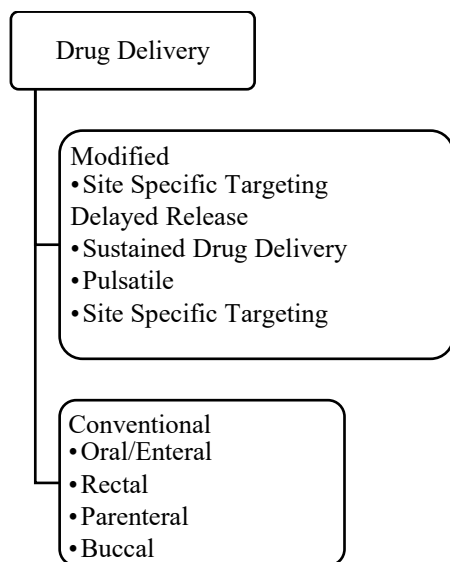 Drug Delivery
Modified
•Site Specific Targeting
Delayed Release
•Sustained Drug Delivery
•Pulsatile
•Site Specific Targeting
Conventional
•Oral/Enteral
•Rectal
•Parenteral
•Buccal